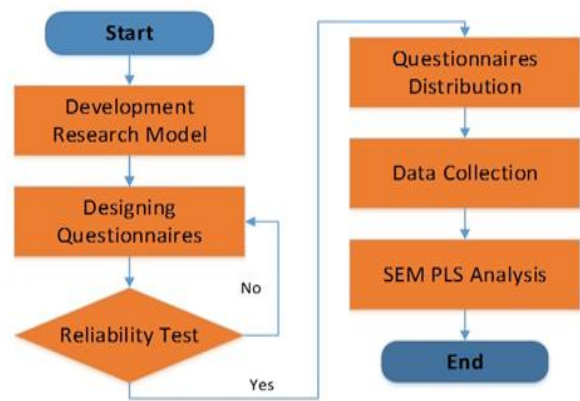 Start
Development
Research Model
Designing
Questionnaires
No
Reliability Test
Yes
Questionnaires
Distribution
Data Collection
SEM PLS Analysis
End